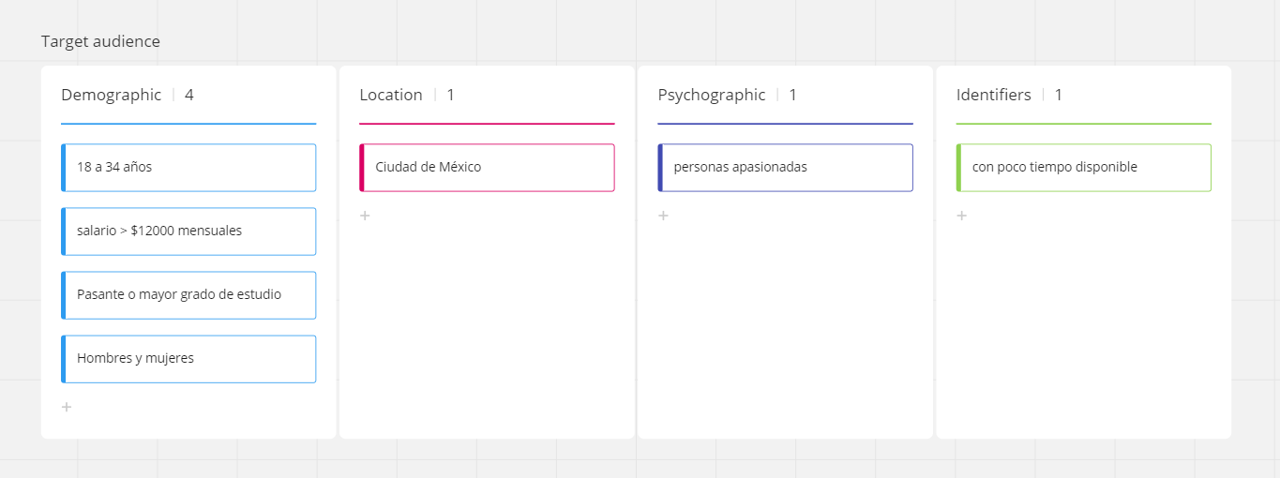 Target audience
Demographic | 4
18 a 34 años
salario > $12000 mensuales
Pasante o mayor grado de estudio
Hombres y mujeres
+
Location | 1
Ciudad de México
+
Psychographic | 1
personas apasionadas
+
Identifiers | 1
con poco tiempo disponible
+